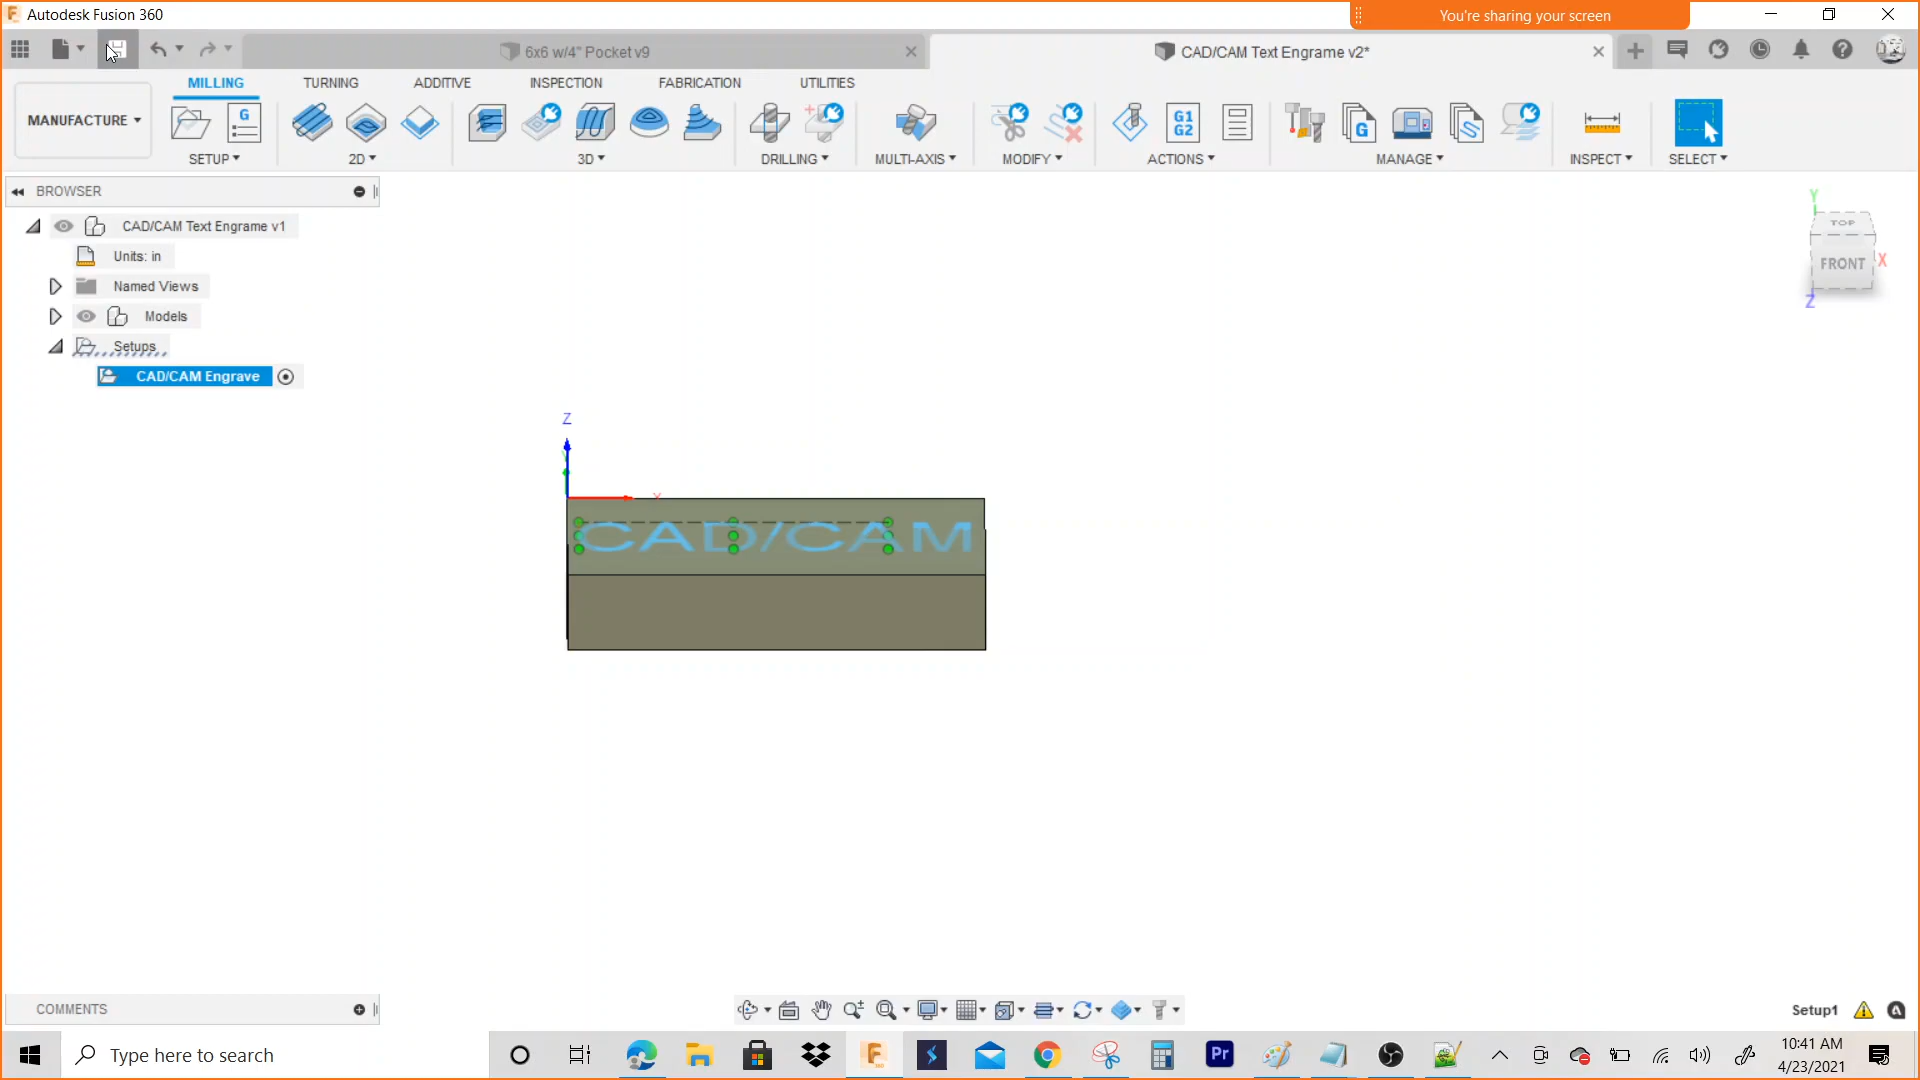 Autodesk Fusion 360
You're sharing your screen
6x6 w/4" Pocket v9
CAD/CAM Text Engrame v2*
MILLING
TURNING
ADDITIVE
INSPECTION
FABRICATION
UTILITIES
MANUFACTURE
G
G1
G2
G
SETUP
2D
3D
DRILLING
MULTI-AXIS
MODIFY
ACTIONS
MANAGE
INSPECT
SELECT
BROWSER
CAD/CAM Text Engrame v1
Units: in
Named Views
Models
Setups
CAD/CAM Engrave
Y
TOP
FRONT
X
Z
Z
X
CAD/CAM
COMMENTS
Setup1
Type here to search
Pr
10:41 AM
4/23/2021